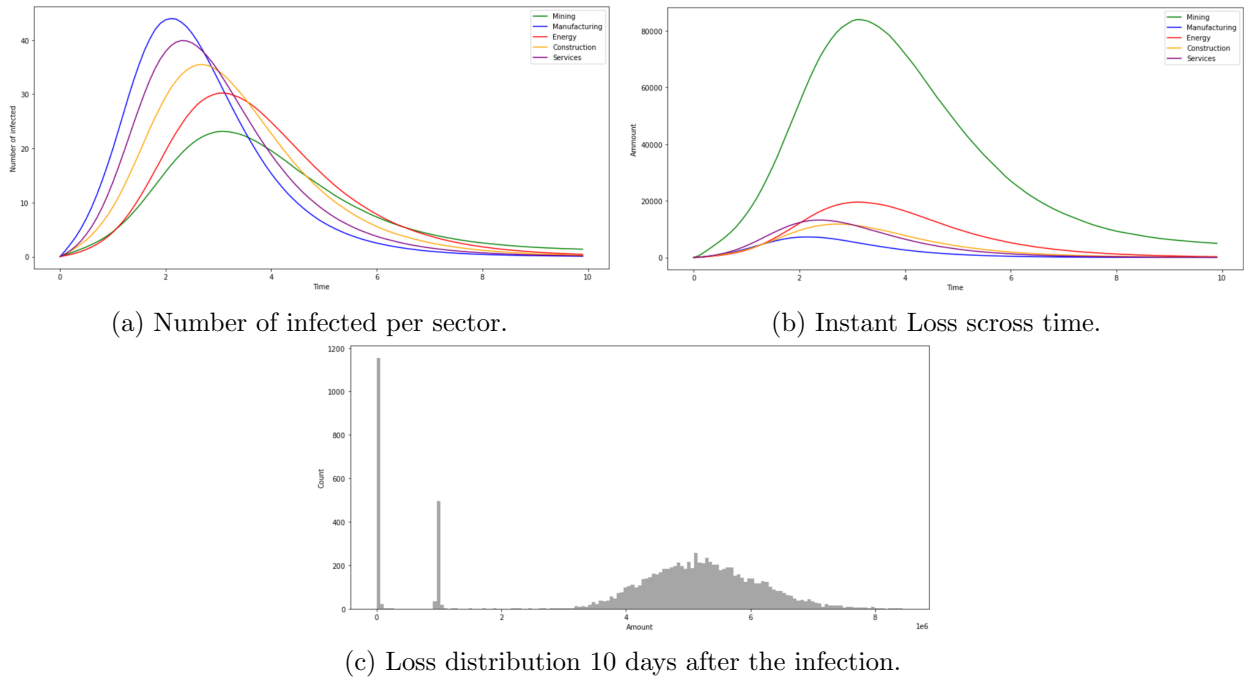 Mining
Manufacturing
Energy
Construction
Services
Number of infected
40
30
20
10
0
0 2 4 6 8 10
Time
(a) Number of infected per sector.
Mining
Manufacturing
Energy
Construction
Services
Ammount
80000
60000
40000
20000
0
0 2 4 6 8 10
Time
(b) Instant Loss scross time.
Count
1200
1000
800
600
400
200
0
0 2 4 6 8
1e6
Amount
(c) Loss distribution 10 days after the infection.